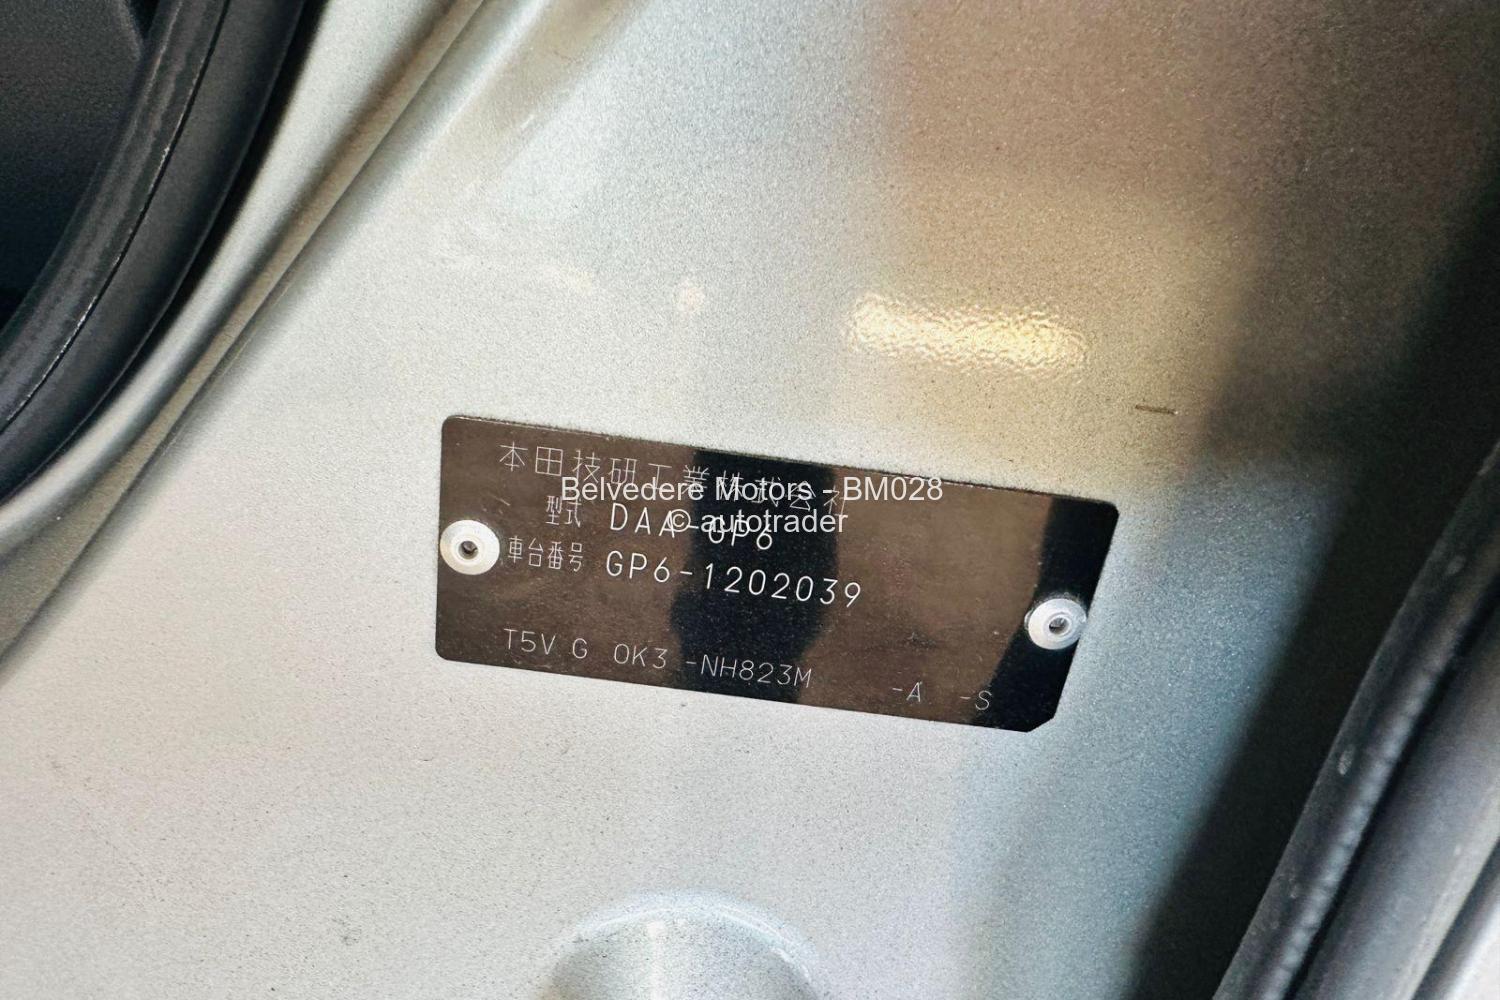 本田技研工業株式会社
Belvedere Motors - BM028
型式 DAA-GP6
© autotrader
車台番号 GP6-1202039
T5V G OK3 -NH823M -A -S